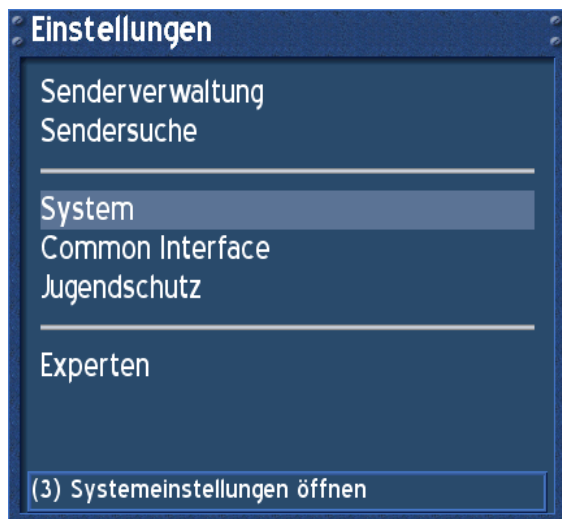 Einstellungen
Senderverwaltung
Sendersuche
System
Common Interface
Jugendschutz
Experten
(3) Systemeinstellungen öffnen